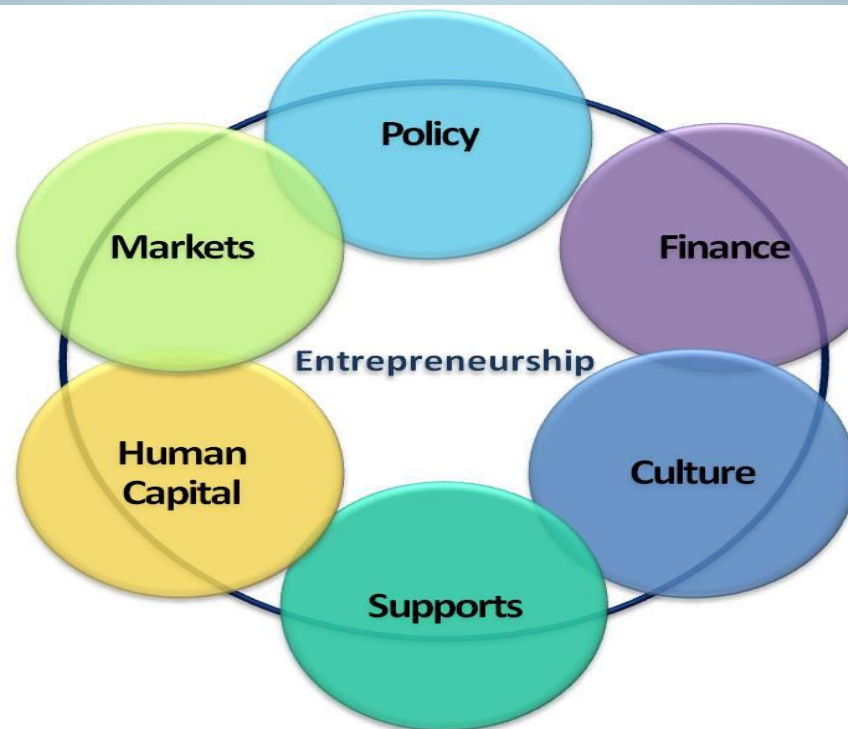 Policy
Markets
Finance
Entrepreneurship
Human
Capital
Culture
Supports